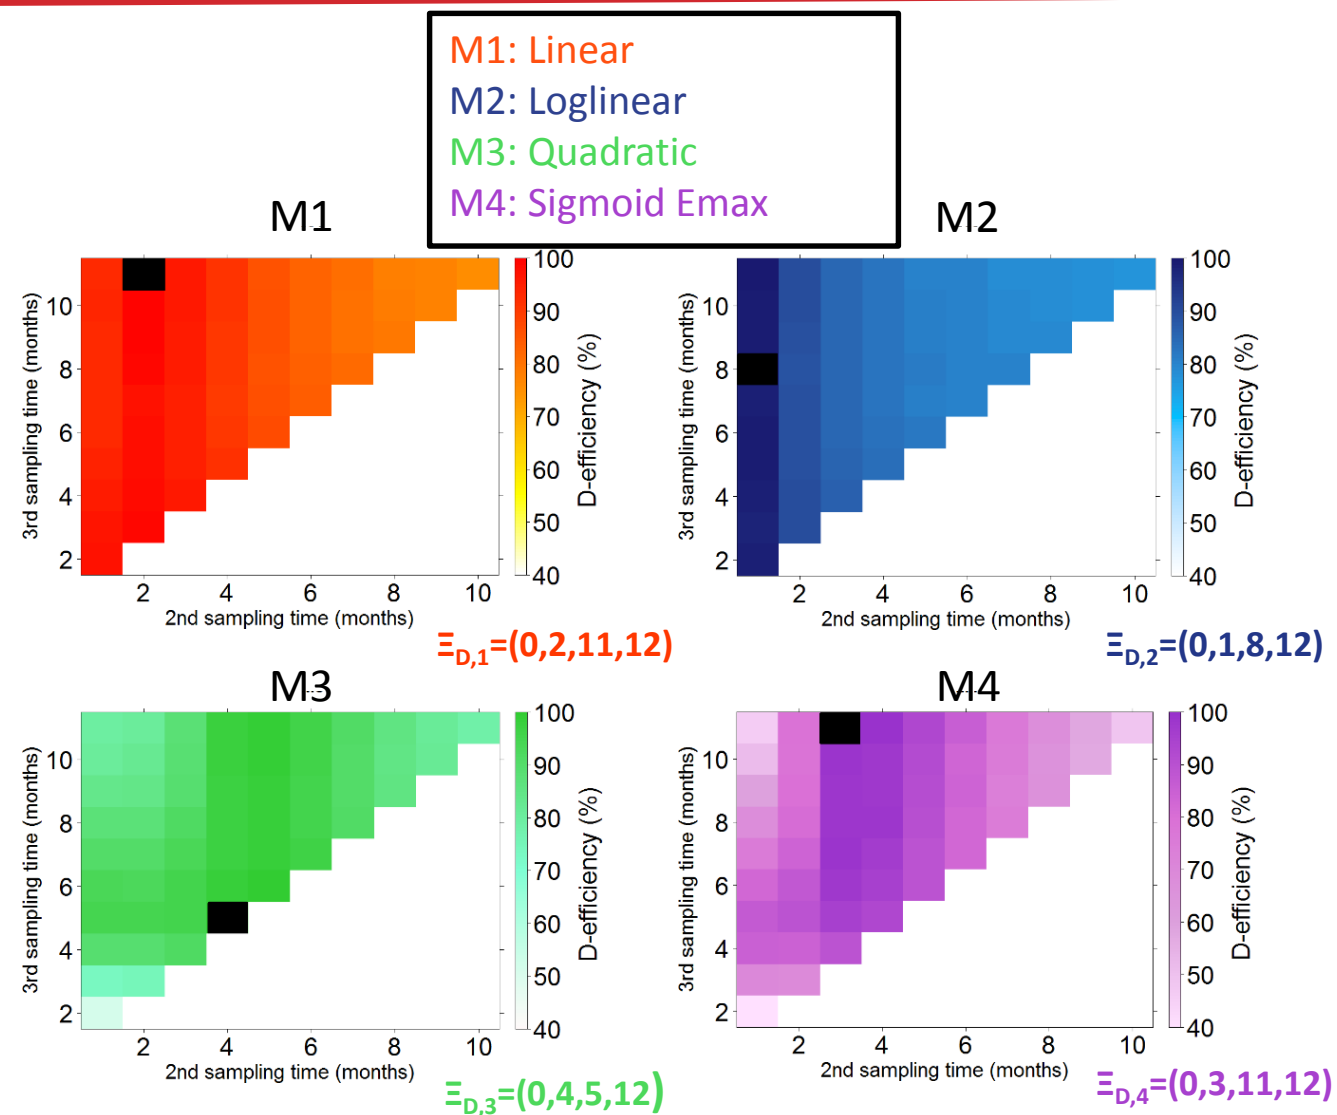 M1: Linear
M2: Loglinear
M3: Quadratic
M4: Sigmoid Emax
M1
3rd sampling time (months)
10
8
6
4
2
2 4 6 8 10
2nd sampling time (months)
100
90
80
70
60
50
40
D-efficiency (%)
ΞD,1=(0,2,11,12)
M2
3rd sampling time (months)
10
8
6
4
2
2 4 6 8 10
2nd sampling time (months)
100
90
80
70
60
50
40
D-efficiency (%)
ΞD,2=(0,1,8,12)
M3
3rd sampling time (months)
10
8
6
4
2
2 4 6 8 10
2nd sampling time (months)
100
90
80
70
60
50
40
D-efficiency (%)
ΞD,3=(0,4,5,12)
M4
3rd sampling time (months)
10
8
6
4
2
2 4 6 8 10
2nd sampling time (months)
100
90
80
70
60
50
40
D-efficiency (%)
ΞD,4=(0,3,11,12)